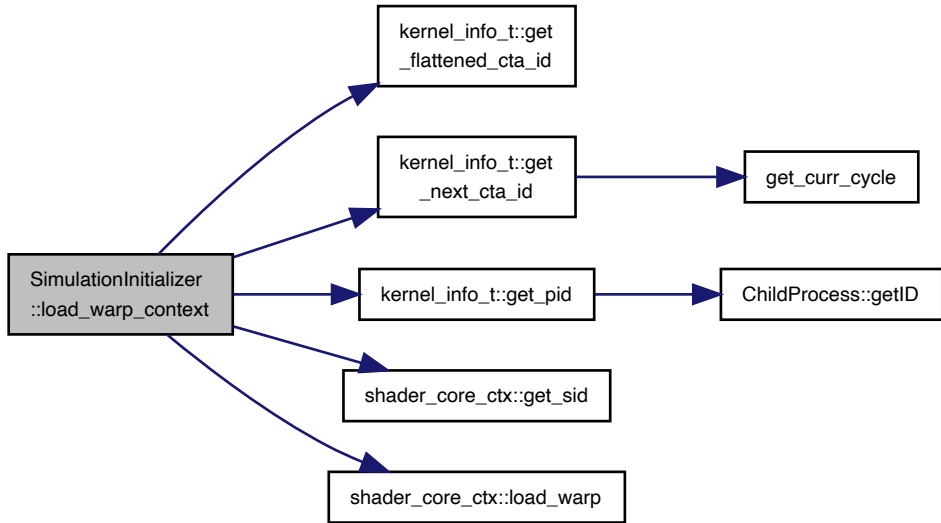 kernel_info_t::get
_flattened_cta_id
kernel_info_t::get
_next_cta_id
get_curr_cycle
SimulationInitializer
::load_warp_context
kernel_info_t::get_pid
ChildProcess::getID
shader_core_ctx::get_sid
shader_core_ctx::load_warp